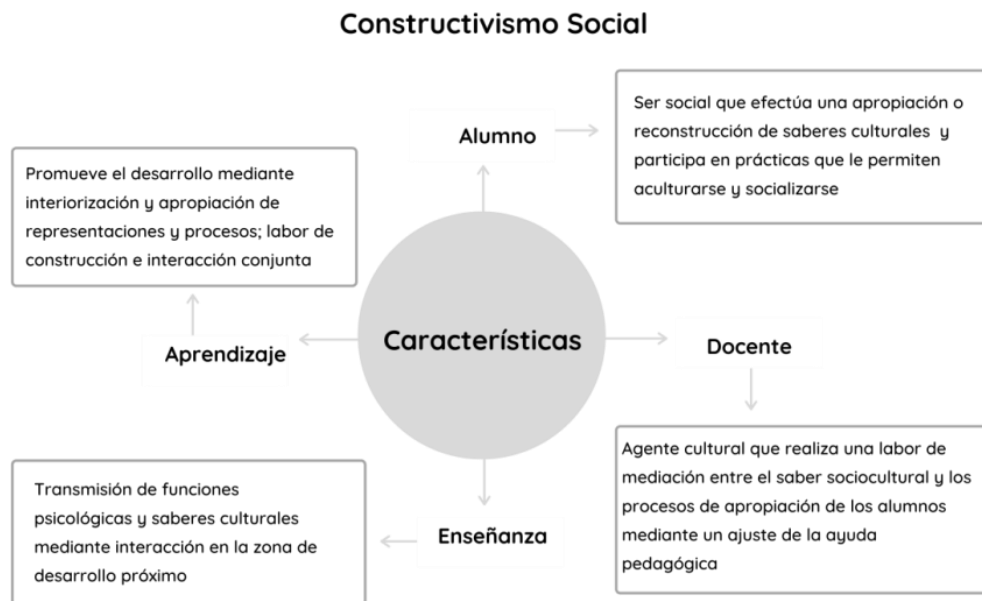 Constructivismo Social
Alumno
Ser social que efectúa una apropiación o
reconstrucción de saberes culturales y
participa en prácticas que le permiten
aculturarse y socializarse
Promueve el desarrollo mediante
interiorización y apropiación de
representaciones y procesos; labor de
construcción e interacción conjunta
Aprendizaje
Característicias
Docente
Agente cultural que realiza una labor de
mediación entre el saber sociocultural y los
procesos de apropiación de los alumnos
mediante un ajuste de la ayuda
pedagógica
Enseñanza
Transmisión de funciones
psicológicas y saberes culturales
mediante interacción en la zona de
desarrollo próximo